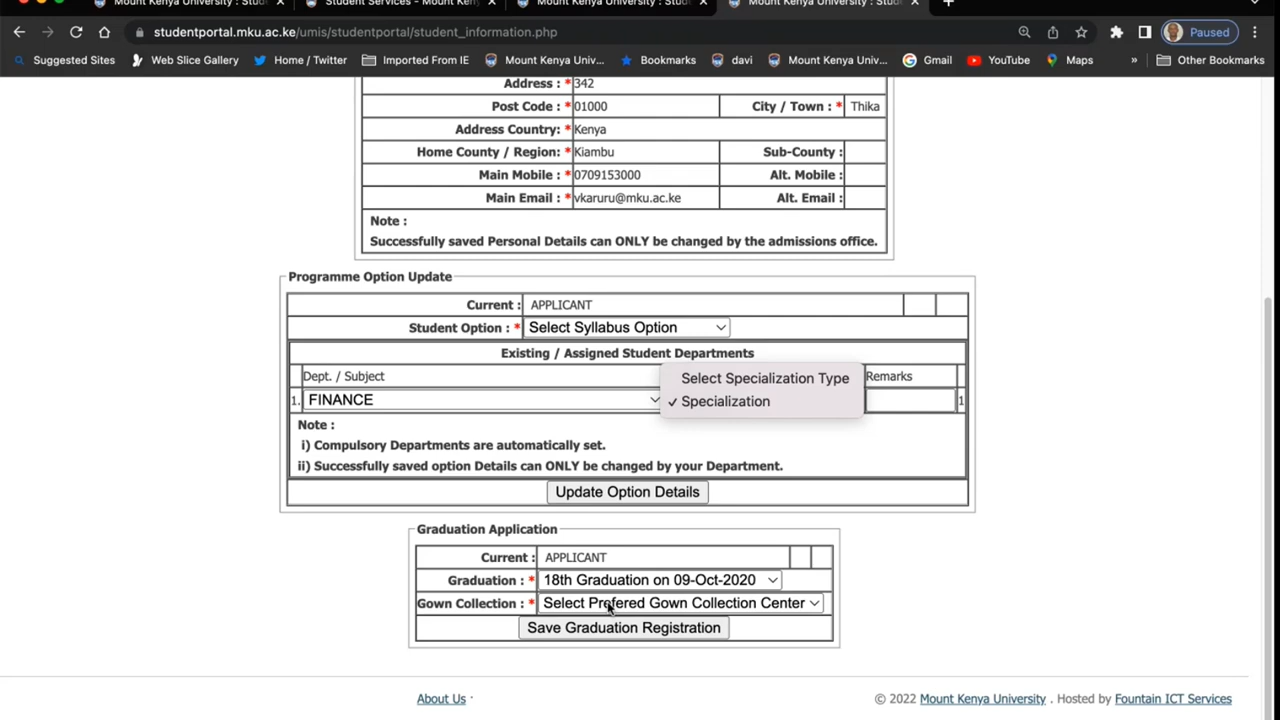 Mount Kenya University : Stud
Student Services - Mount Ken
Mount Kenya University : Stud
Mount Kenya University : Stud
studentportal.mku.ac.ke/umis/studentportal/student_information.php
Paused
Suggested Sites
Web Slice Gallery
Home / Twitter
Imported From IE
Mount Kenya Univ...
Bookmarks
davi
Mount Kenya Univ...
Gmail
YouTube
Maps
»
Other Bookmarks
Address : * 342
Post Code : * 01000 City / Town : * Thika
Address Country: * Kenya
Home County / Region: * Kiambu Sub-County :
Main Mobile : * 0709153000 Alt. Mobile :
Main Email : * vkaruru@mku.ac.ke Alt. Email :
Note :
Successfully saved Personal Details can ONLY be changed by the admissions office.
Programme Option Update
Current : APPLICANT
Student Option : * Select Syllabus Option
Existing / Assigned Student Departments
Dept. / Subject Select Specialization Type Remarks
1. FINANCE ✓ Specialization 1
Note :
i) Compulsory Departments are automatically set.
ii) Successfully saved option Details can ONLY be changed by your Department.
Update Option Details
Graduation Application
Current : APPLICANT
Graduation : * 18th Graduation on 09-Oct-2020
Gown Collection : * Select Prefered Gown Collection Center
Save Graduation Registration
About Us · © 2022 Mount Kenya University . Hosted by Fountain ICT Services